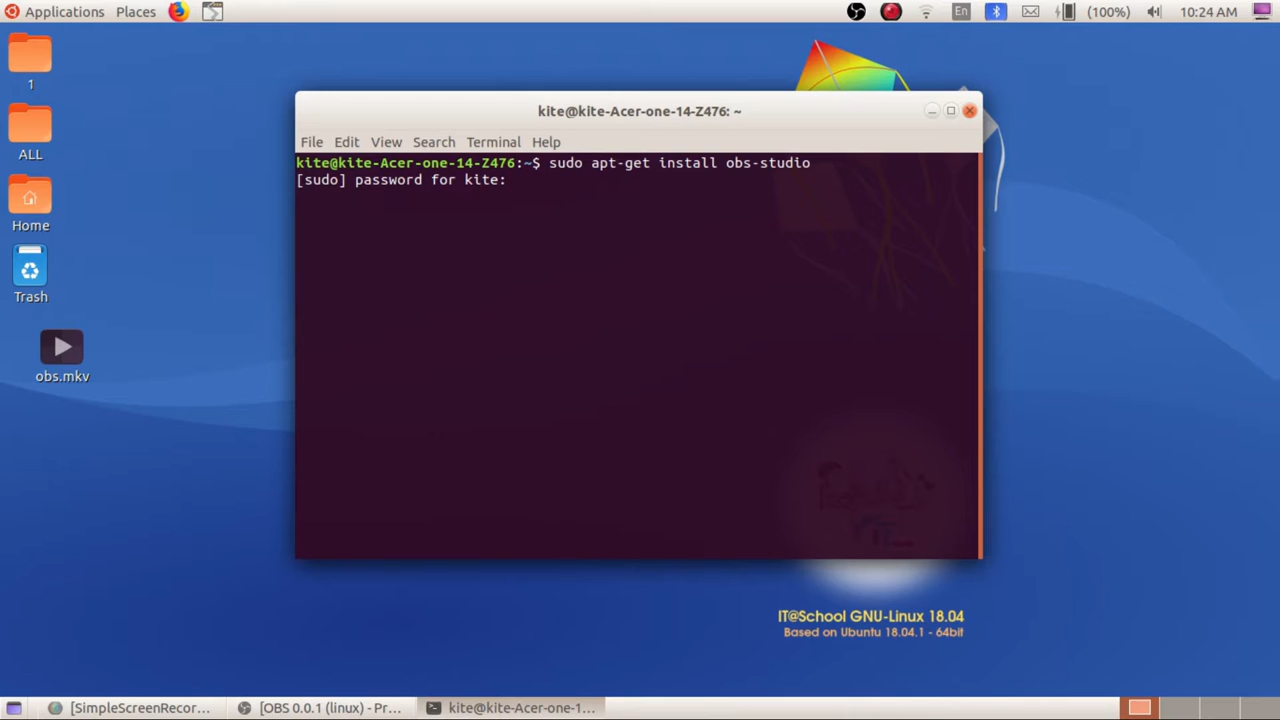 Applications Places En (100%) 10:24 AM
1
ALL
Home
Trash
obs.mkv
kite@kite-Acer-one-14-Z476: ~
File Edit View Search Terminal Help
kite@kite-Acer-one-14-Z476:~$ sudo apt-get install obs-studio
[sudo] password for kite:
IT@School GNU-Linux 18.04
Based on Ubuntu 18.04.1 - 64bit
[SimpleScreenRecor... [OBS 0.0.1 (linux) - Pr... kite@kite-Acer-one-1...